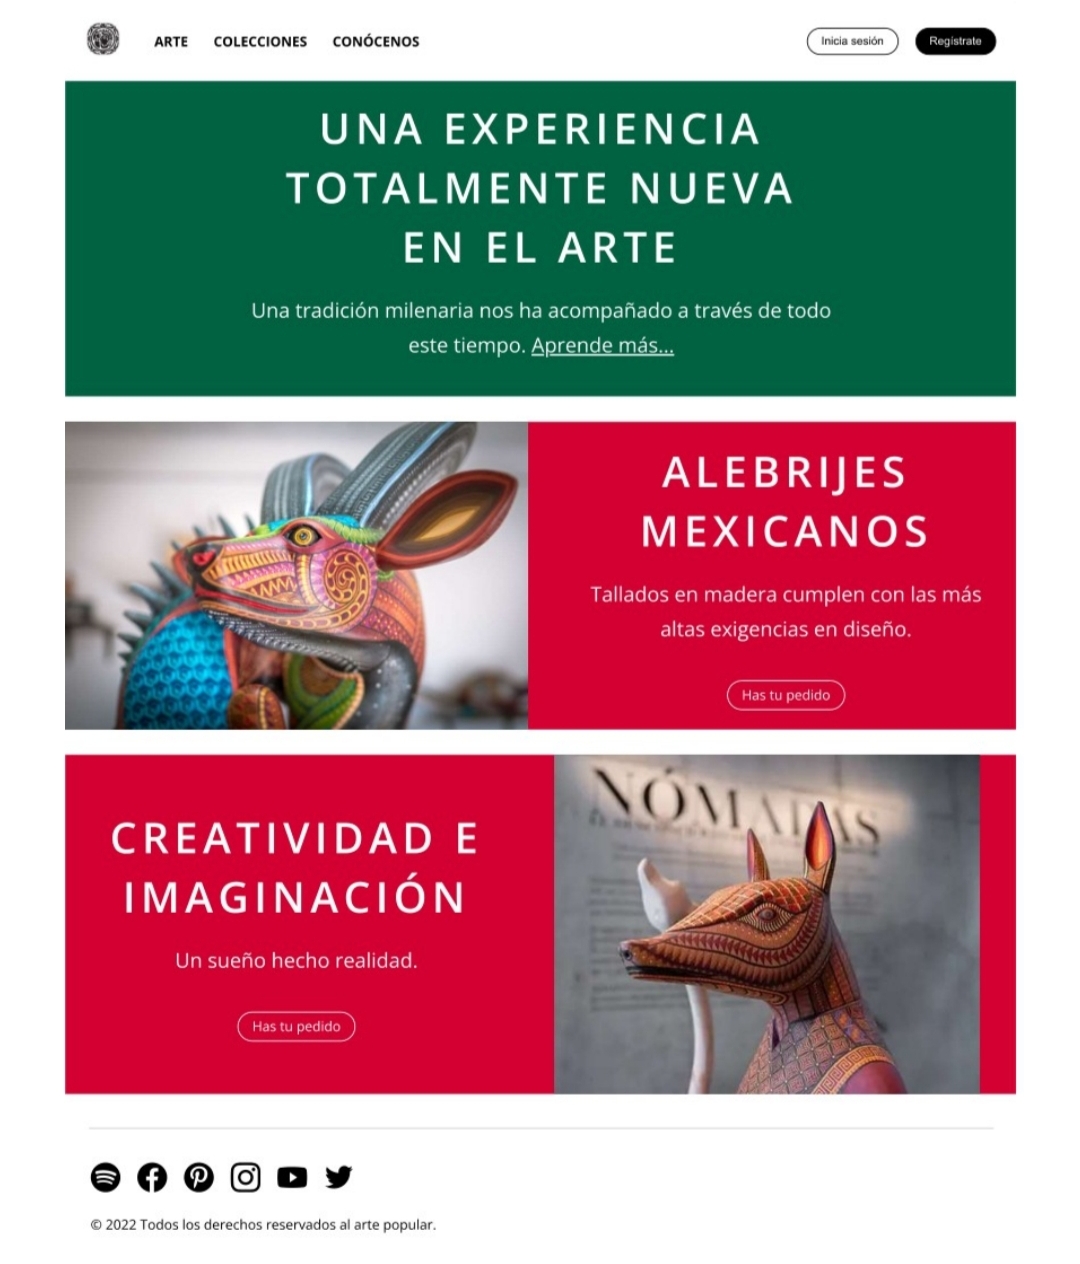 ARTE COLECCIONES CONÓCENOS Inicia sesión Regístrate
UNA EXPERIENCIA
TOTALMENTE NUEVA
EN EL ARTE
Una tradición milenaria nos ha acompañado a través de todo
este tiempo. Aprende más...
ALEBRIJES
MEXICANOS
Tallados en madera cumplen con las más
altas exigencias en diseño.
Has tu pedido
CREATIVIDAD E
IMAGINACIÓN
Un sueño hecho realidad.
Has tu pedido
NÓMADAS
© 2022 Todos los derechos reservados al arte popular.